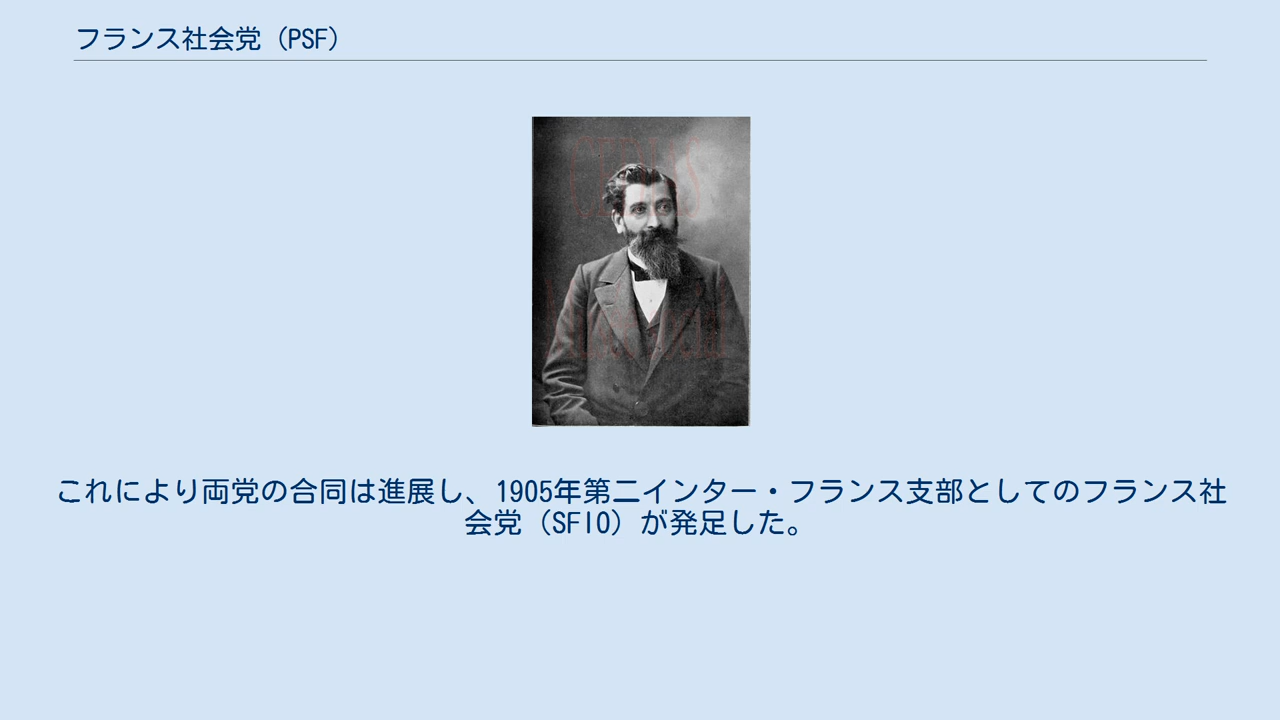 フランス社会党（PSF）
これにより両党の合同は進展し、1905年第二インター・フランス支部としてのフランス社
会党（SFIO）が発足した。